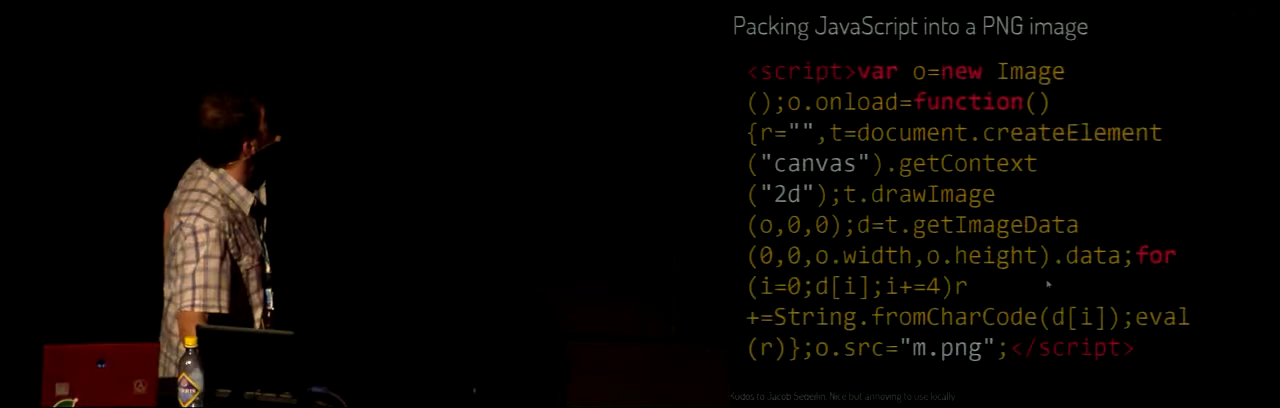 Packing JavaScript into a PNG image
<script>var o=new Image
();o.onload=function()
{r="",t=document.createElement
("canvas").getContext
("2d");t.drawImage
(o,0,0);d=t.getImageData
(0,0,o.width,o.height).data;for
(i=0;d[i];i+=4)r
+=String.fromCharCode(d[i]);eval
(r)};o.src="m.png";</script>
Kudos to Jacob Seidelin. Nice but annoying to use locally